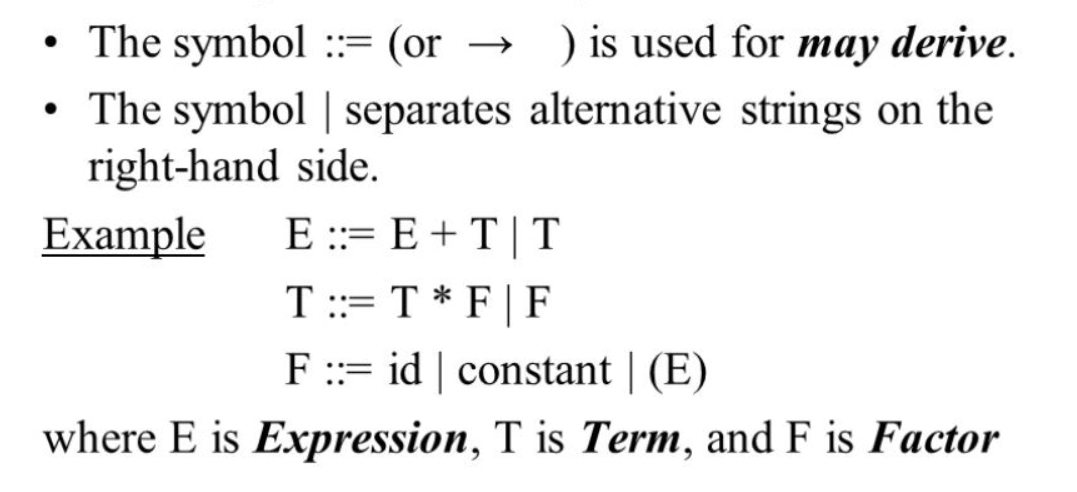 • The symbol ::= (or → ) is used for may derive.
• The symbol | separates alternative strings on the
right-hand side.
Example E ::= E + T | T
T ::= T * F | F
F ::= id | constant | (E)
where E is Expression, T is Term, and F is Factor